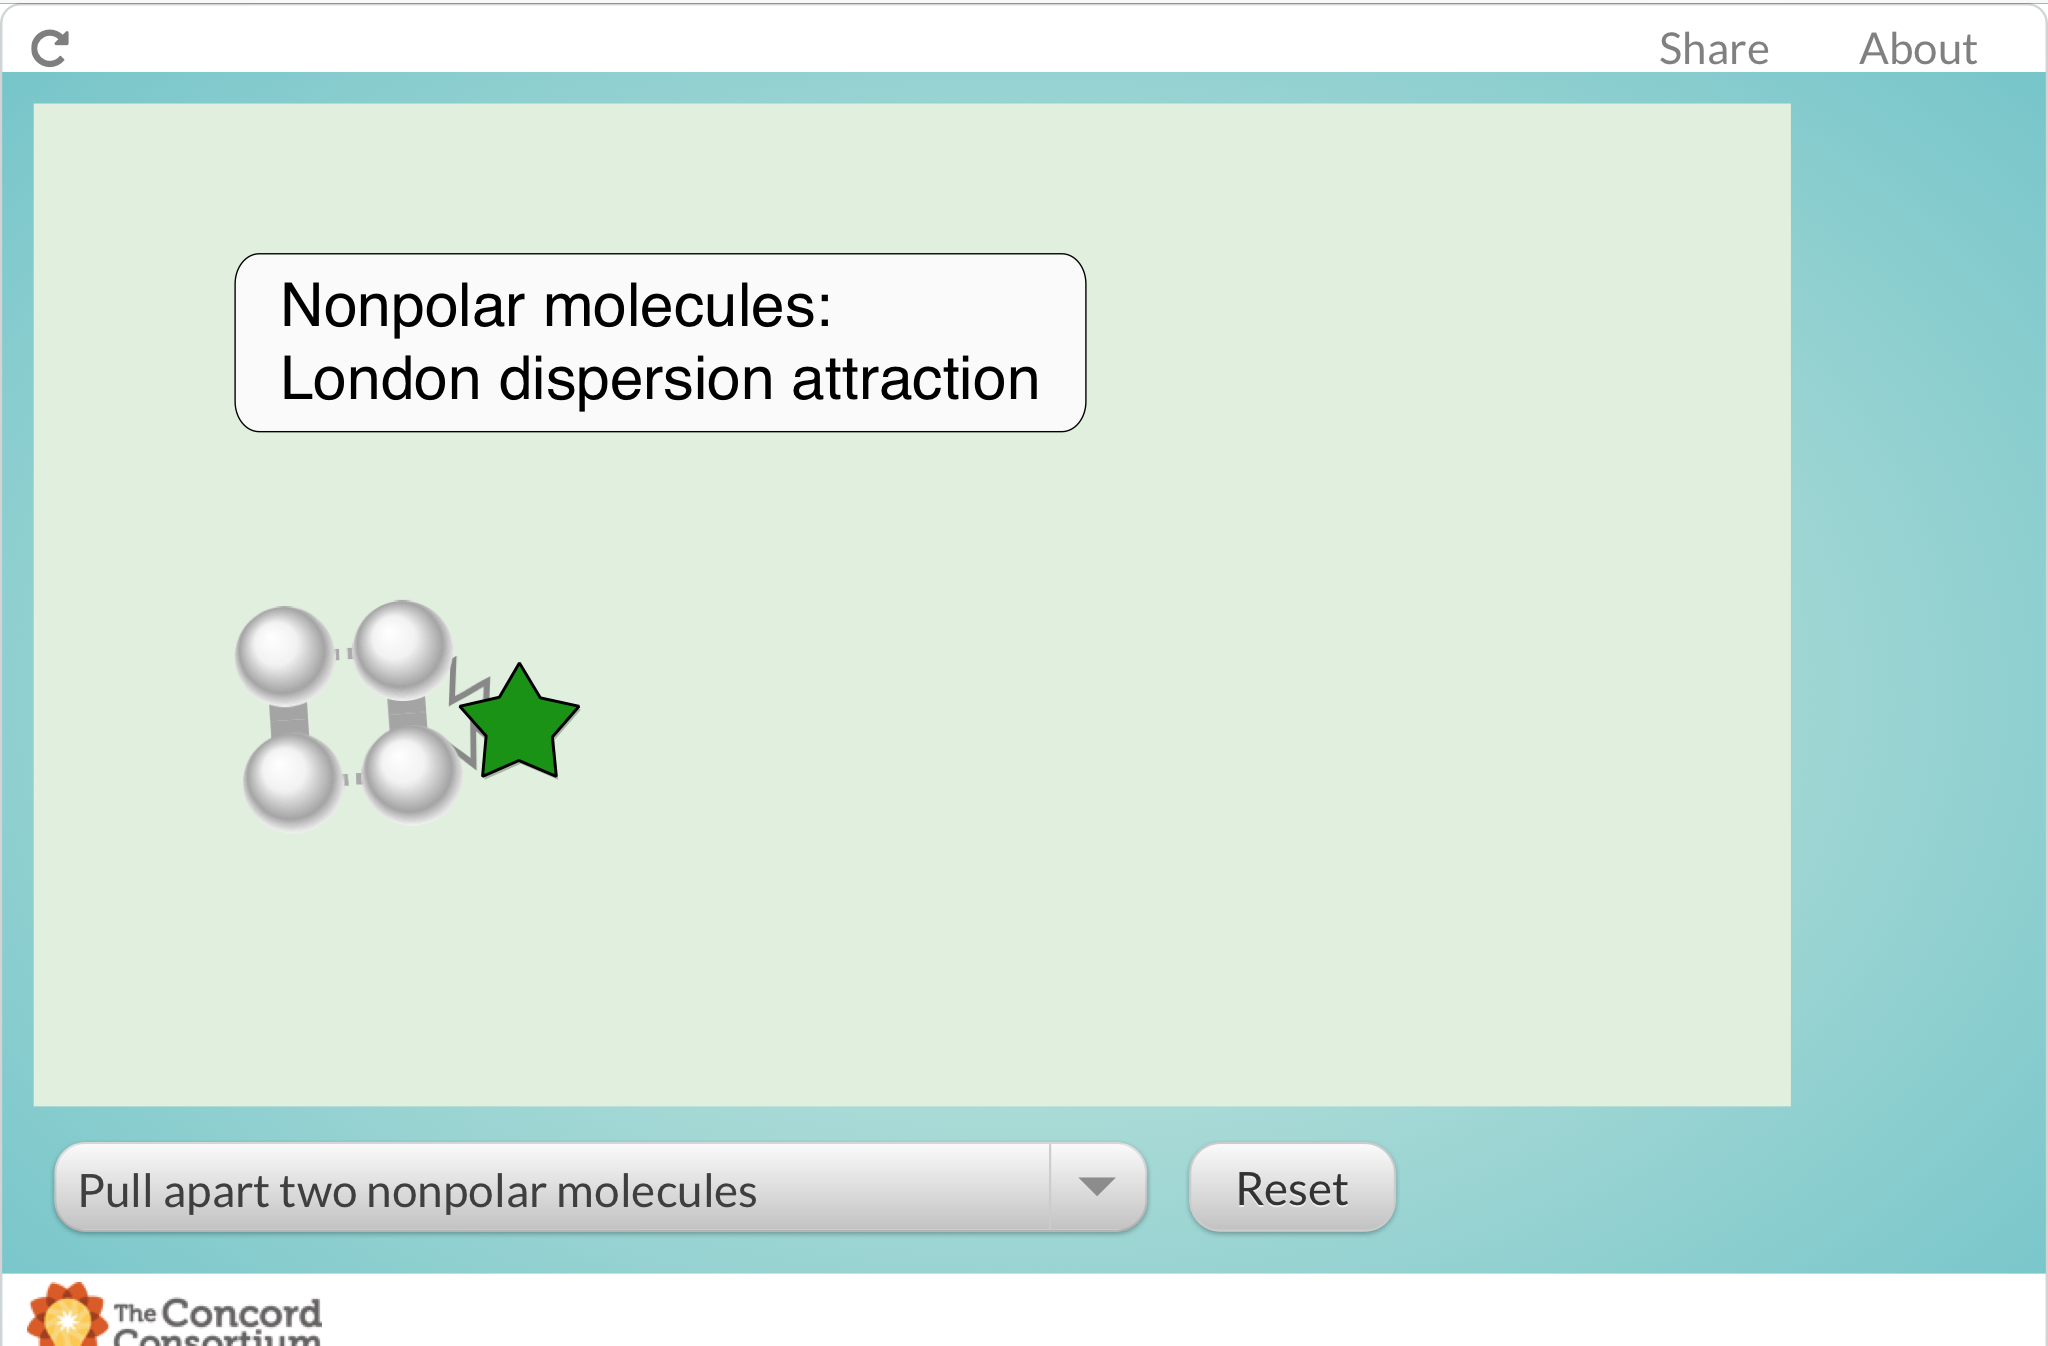 Share About
Nonpolar molecules:
London dispersion attraction
Pull apart two nonpolar molecules
Reset
The Concord
Consortium